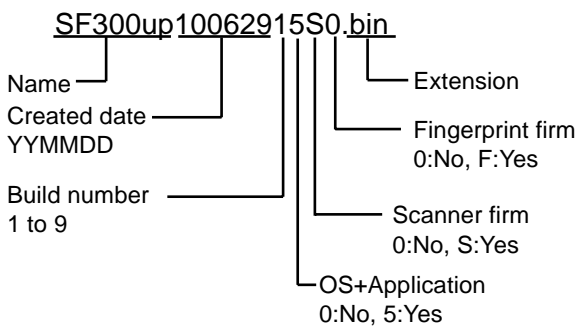 SF300up10062915S0.bin
Name
Created date
YYMMDD
Build number
1 to 9
Extension
Fingerprint firm
0:No, F:Yes
Scanner firm
0:No, S:Yes
OS+Application
0:No, 5:Yes